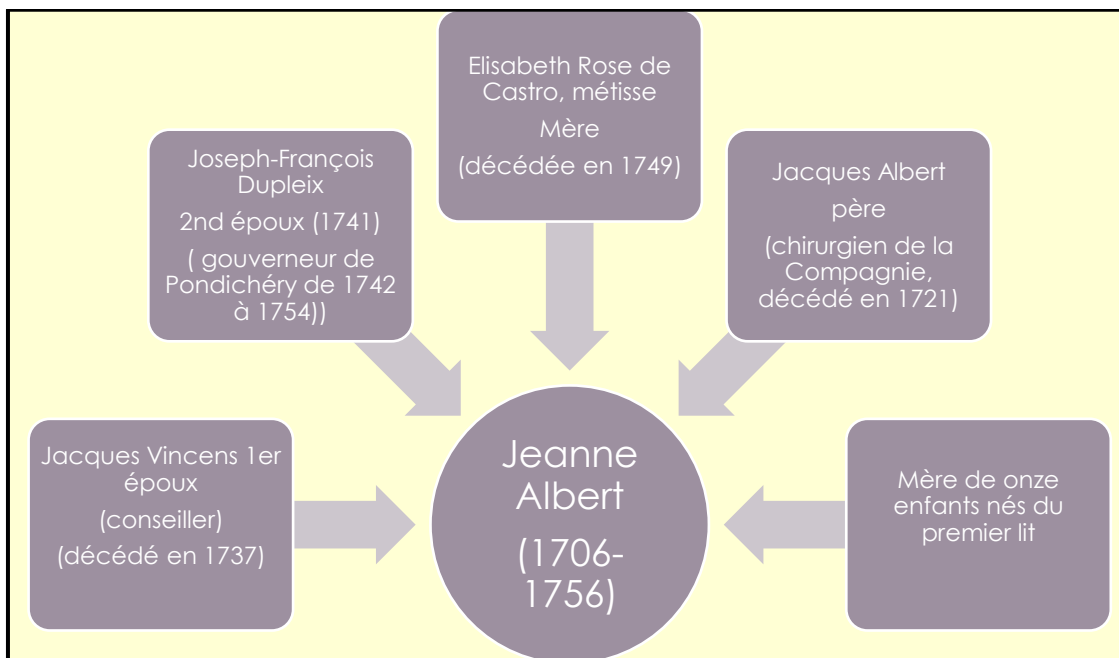 Elisabeth Rose de
Castro, métisse
Mère
(décédée en 1749)
Joseph-François
Dupleix
2nd époux (1741)
( gouverneur de
Pondichéry de 1742
à 1754))
Jacques Albert
père
(chirurgien de la
Compagnie,
décédé en 1721)
Jacques Vincens 1er
époux
(conseiller)
(décédé en 1737)
Jeanne
Albert
(1706-
1756)
Mère de onze
enfants nés du
premier lit